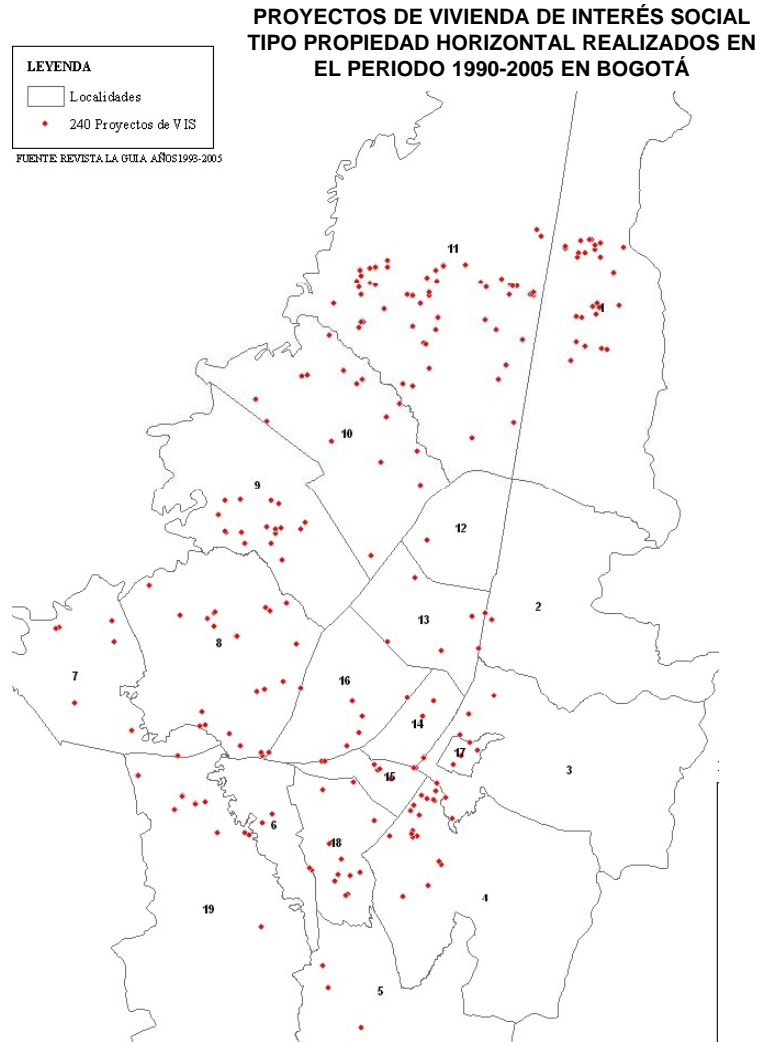 PROYECTOS DE VIVIENDA DE INTERÉS SOCIAL
TIPO PROPIEDAD HORIZONTAL REALIZADOS EN
EL PERIODO 1990-2005 EN BOGOTÁ
LEYENDA
Localidades
240 Proyectos de VIS
FUENTE REVISTA LA GUIA AÑOS1993-2005
11
1
10
9
12
2
13
8
7
16
14
17
3
15
6
18
4
19
5